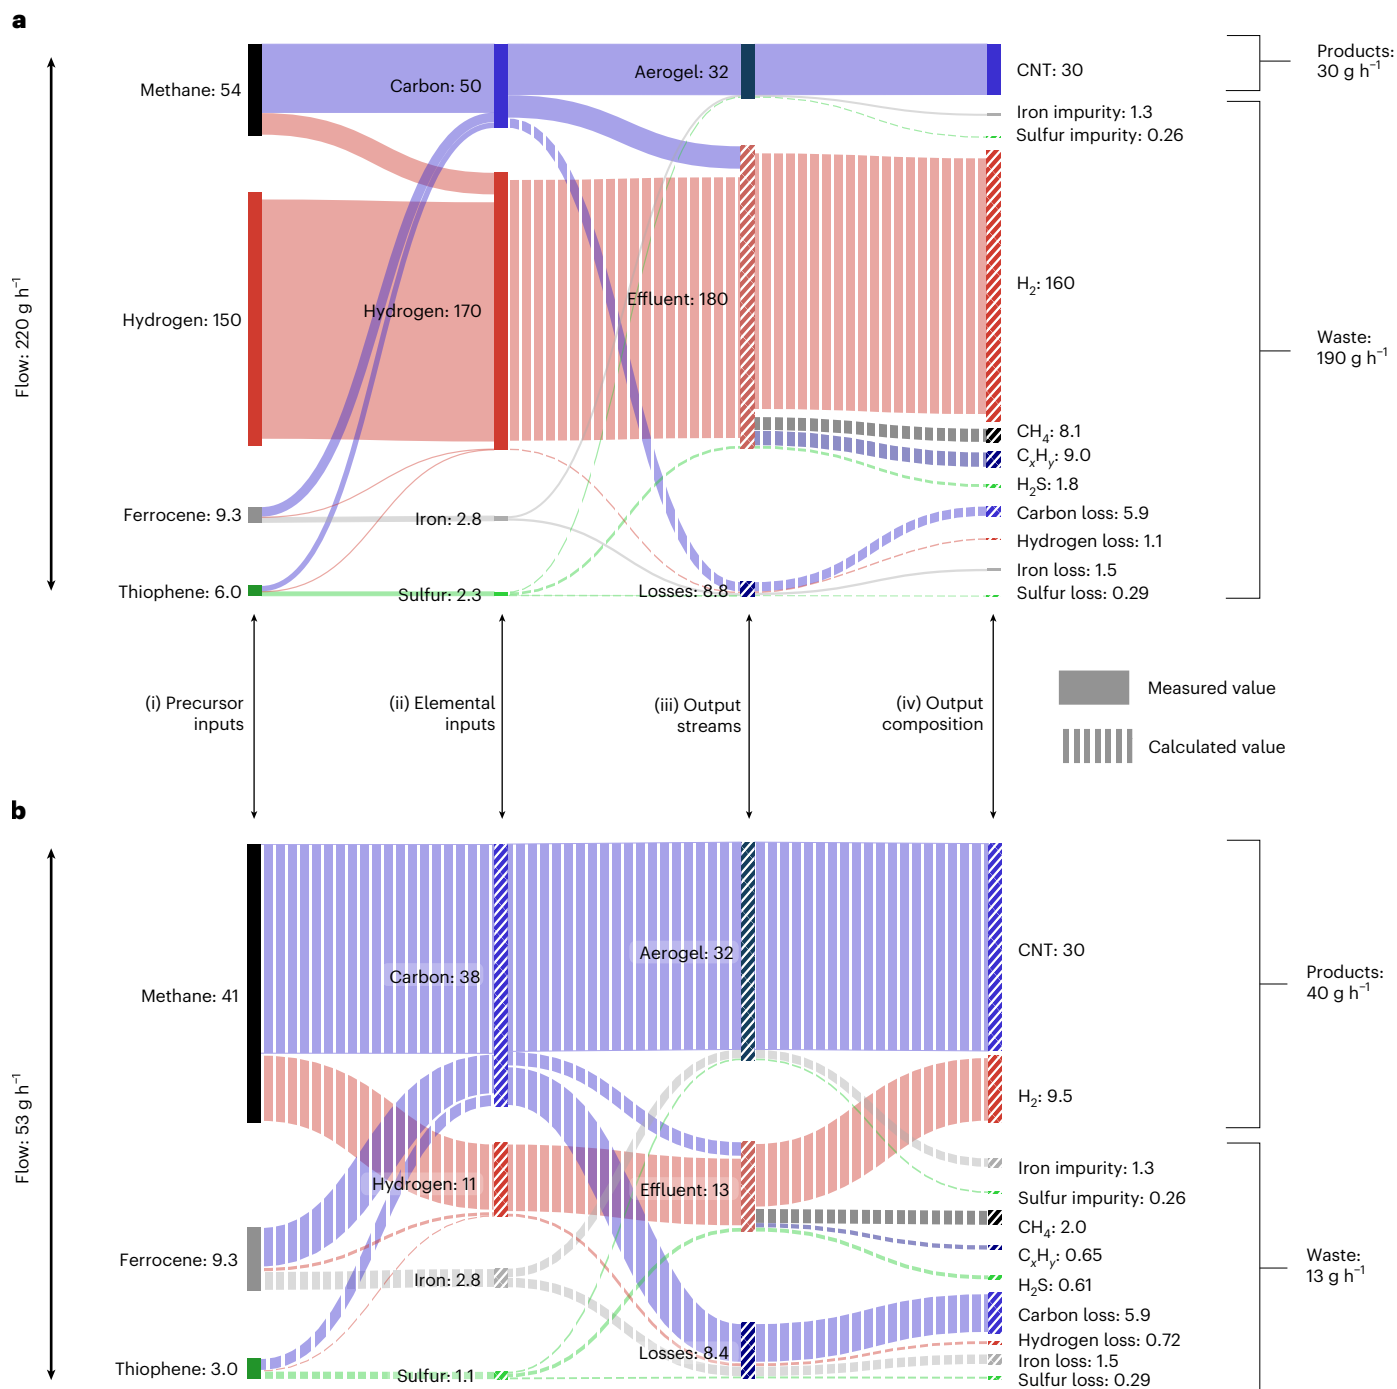 a
Flow: 220 g h⁻¹
Methane: 54
Hydrogen: 150
Ferrocene: 9.3
Thiophene: 6.0
Carbon: 50
Hydrogen: 170
Iron: 2.8
Sulfur: 2.3
Aerogel: 32
Effluent: 180
Losses: 8.8
CNT: 30
Iron impurity: 1.3
Sulfur impurity: 0.26
H₂: 160
CH₄: 8.1
CₓHᵧ: 9.0
H₂S: 1.8
Carbon loss: 5.9
Hydrogen loss: 1.1
Iron loss: 1.5
Sulfur loss: 0.29
Products:
30 g h⁻¹
Waste:
190 g h⁻¹
(i) Precursor
inputs
(ii) Elemental
inputs
(iii) Output
streams
(iv) Output
composition
Measured value
Calculated value
b
Flow: 53 g h⁻¹
Methane: 41
Ferrocene: 9.3
Thiophene: 3.0
Carbon: 38
Hydrogen: 11
Iron: 2.8
Sulfur: 1.1
Aerogel: 32
Effluent: 13
Losses: 8.4
CNT: 30
H₂: 9.5
Iron impurity: 1.3
Sulfur impurity: 0.26
CH₄: 2.0
CₓHᵧ: 0.65
H₂S: 0.61
Carbon loss: 5.9
Hydrogen loss: 0.72
Iron loss: 1.5
Sulfur loss: 0.29
Products:
40 g h⁻¹
Waste:
13 g h⁻¹